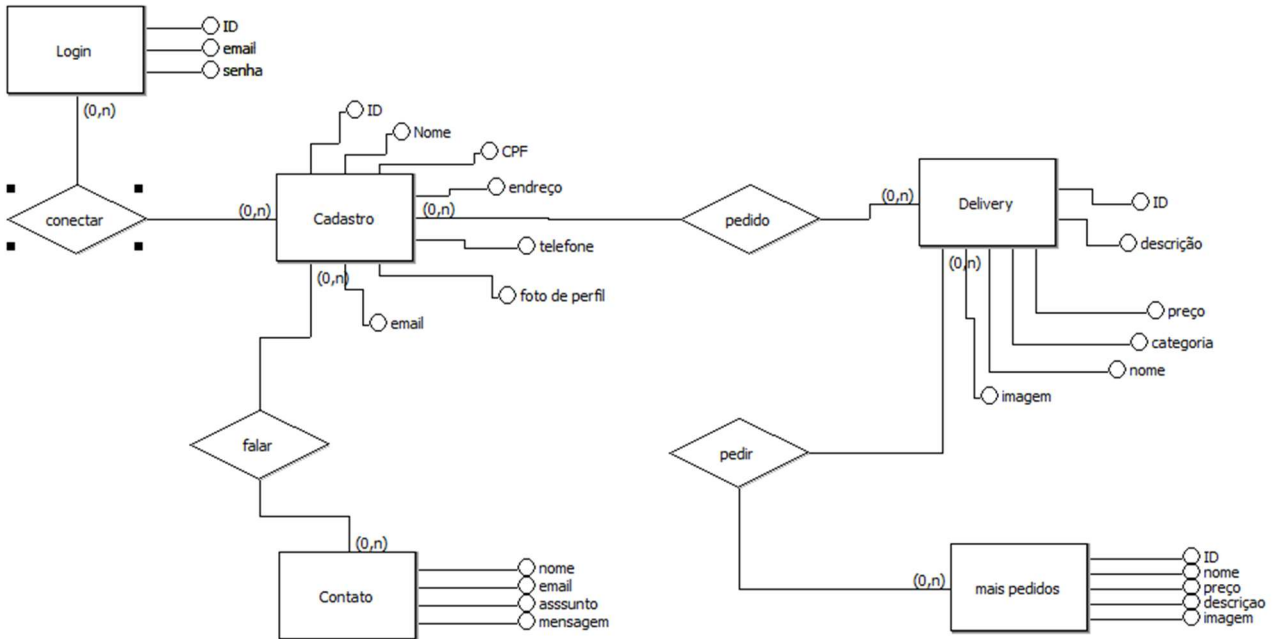 Login
ID
email
senha
(0,n)
conectar
(0,n)
ID
Nome
CPF
endreço
Cadastro
(0,n)
telefone
(0,n)
foto de perfil
email
pedido
(0,n)
Delivery
ID
descrição
(0,n)
preço
categoria
nome
imagem
falar
pedir
(0,n)
Contato
nome
email
asssunto
mensagem
(0,n)
mais pedidos
ID
nome
preço
descriçao
imagem